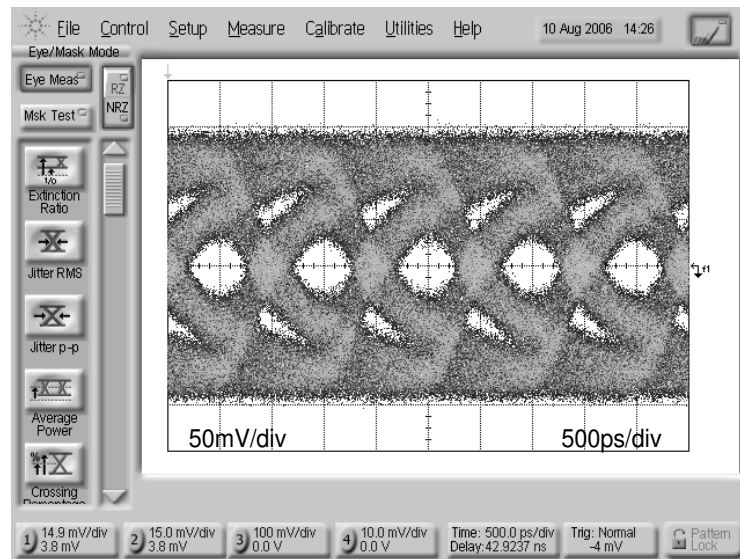 File Control Setup Measure Calibrate Utilities Help 10 Aug 2006 14:26
Eye/Mask Mode
Eye Meas
RZ
NRZ
Msk Test
1/0
Extinction
Ratio
Jitter RMS
Jitter p-p
Average
Power
%
Crossing
Percentage
f1
50mV/div 500ps/div
1 14.9 mV/div 3.8 mV
2 15.0 mV/div 3.8 mV
3 100 mV/div 0.0 V
4 10.0 mV/div 0.0 V
Time: 500.0 ps/div
Delay:42.9237 ns
Trig: Normal
-4 mV
Pattern
Lock